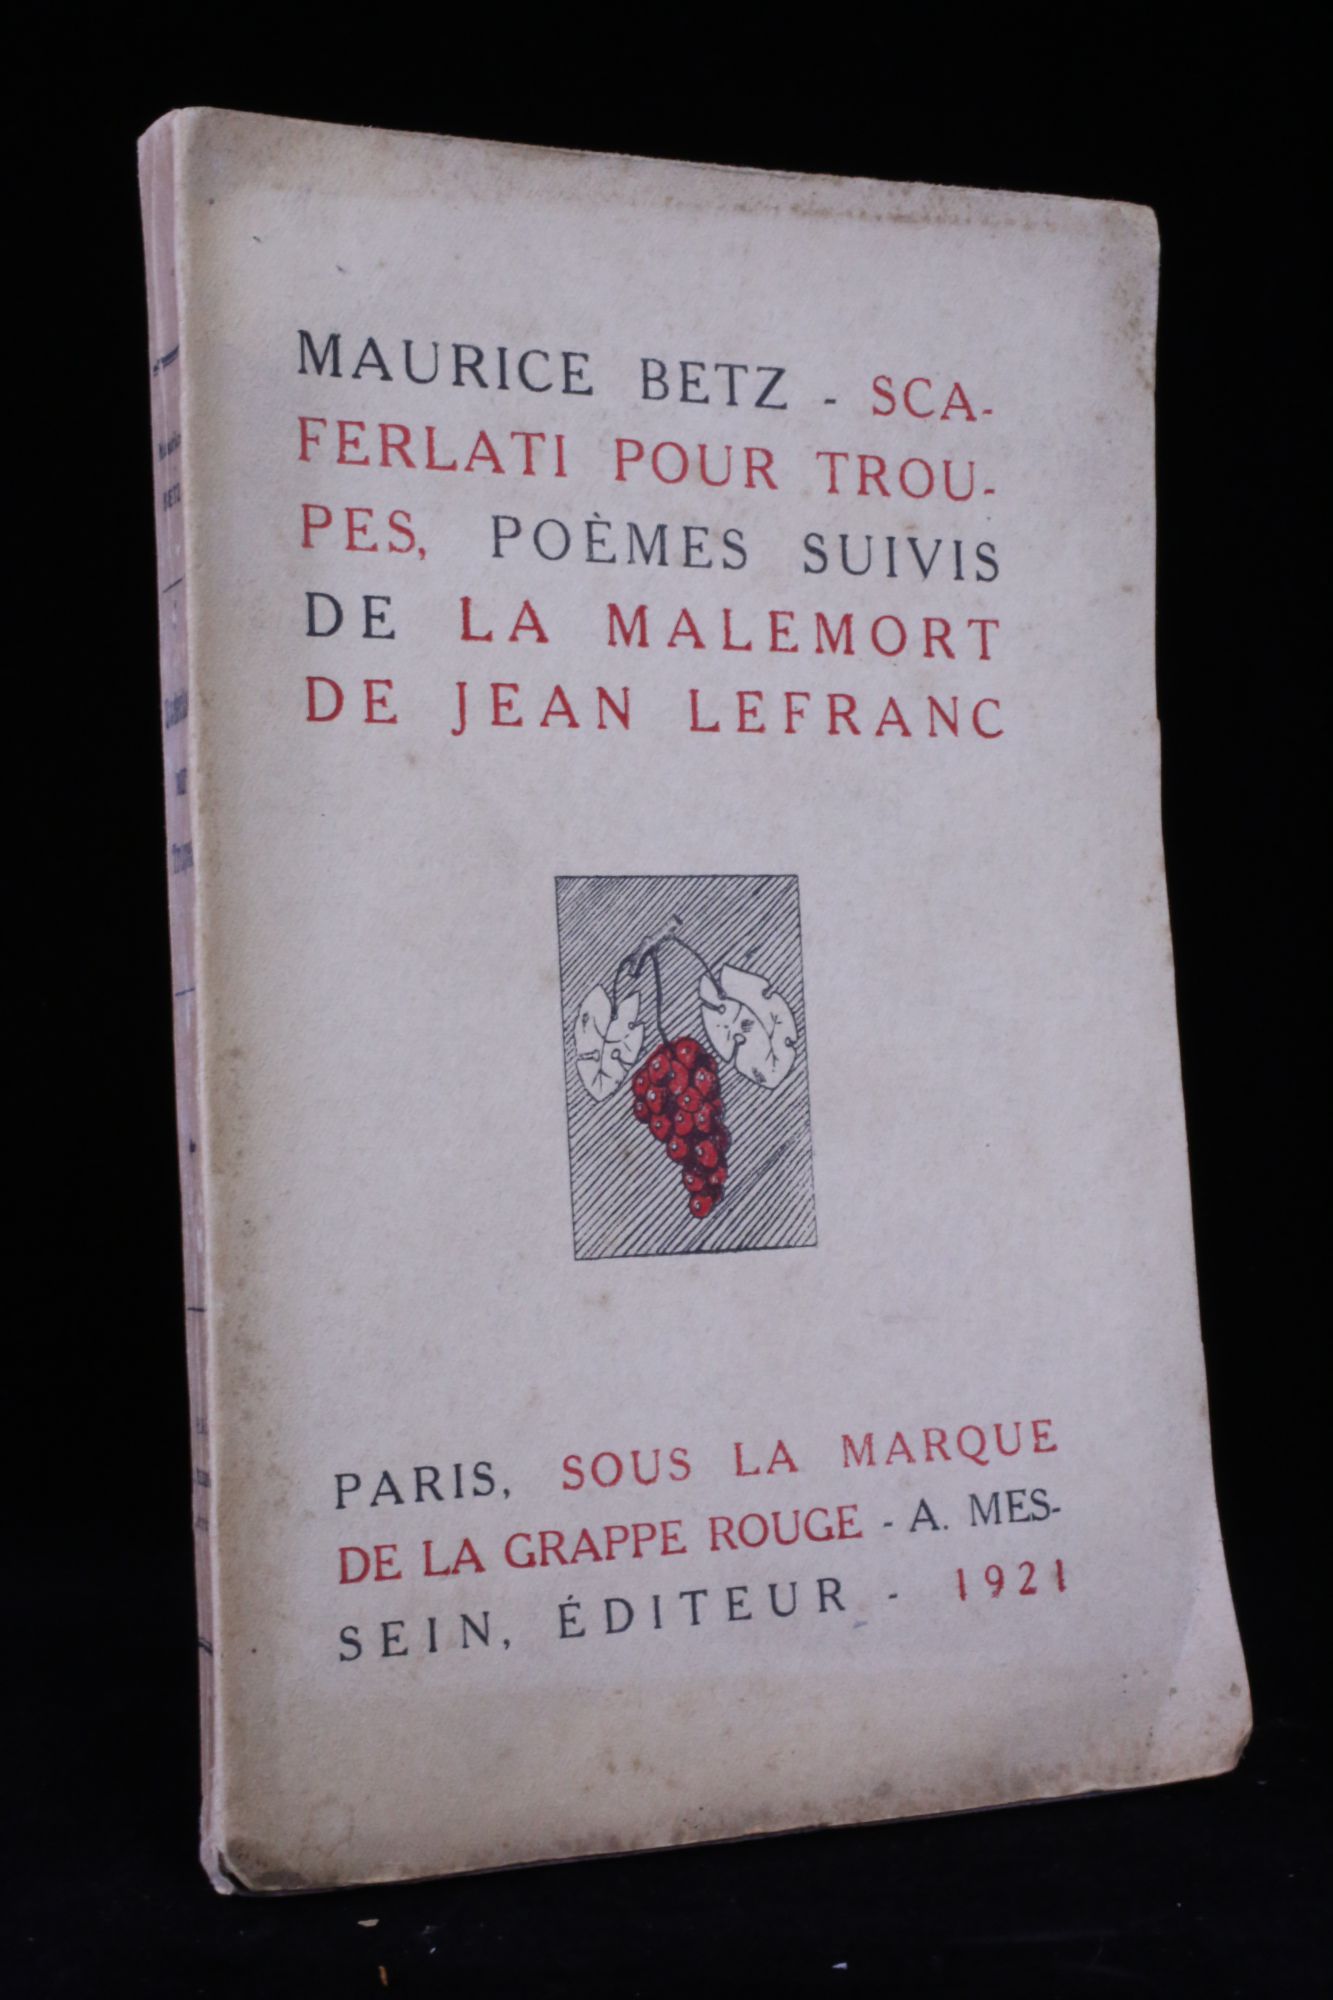 MAURICE BETZ - SCA-
FERLATI POUR TROU-
PES, POÈMES SUIVIS
DE LA MALEMORT
DE JEAN LEFRANC
PARIS, SOUS LA MARQUE
DE LA GRAPPE ROUGE - A. MES-
SEIN, ÉDITEUR - 1921
BETZ